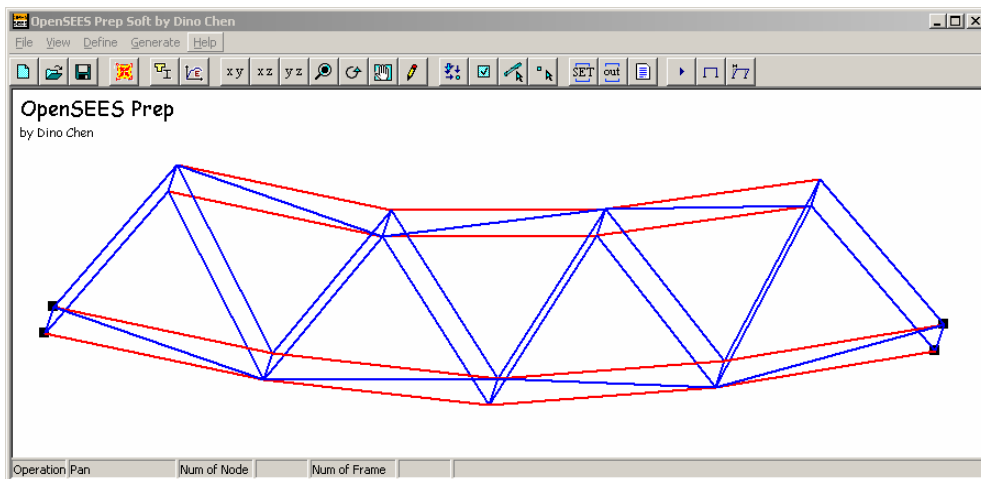 OpenSEES Prep Soft by Dino Chen
File View Define Generate Help
xy xz yz SET out
OpenSEES Prep
by Dino Chen
Operation Pan Num of Node Num of Frame